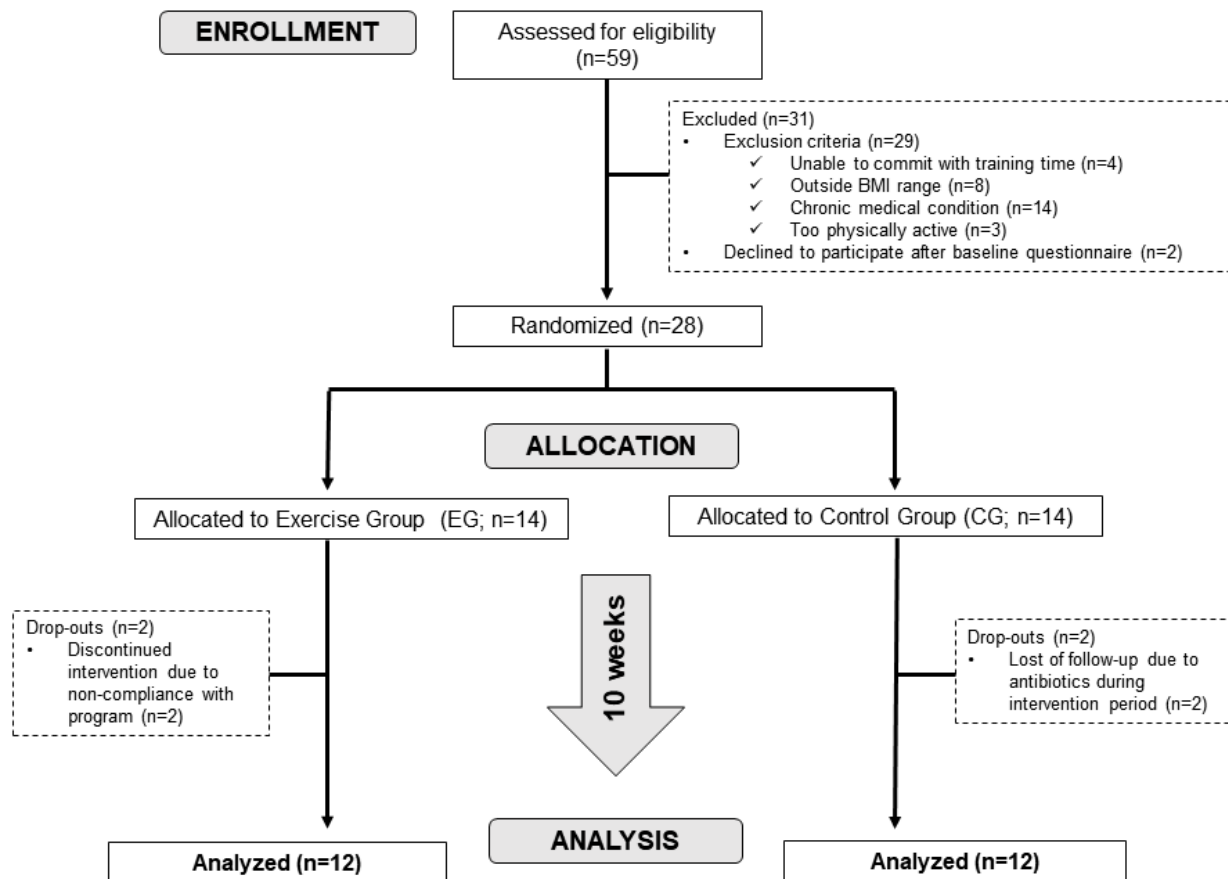 ENROLLMENT
Assessed for eligibility
(n=59)
Excluded (n=31)
• Exclusion criteria (n=29)
✓ Unable to commit with training time (n=4)
✓ Outside BMI range (n=8)
✓ Chronic medical condition (n=14)
✓ Too physically active (n=3)
• Declined to participate after baseline questionnaire (n=2)
Randomized (n=28)
ALLOCATION
Allocated to Exercise Group (EG; n=14)
Allocated to Control Group (CG; n=14)
10 weeks
Drop-outs (n=2)
• Discontinued
intervention due to
non-compliance with
program (n=2)
Drop-outs (n=2)
• Lost of follow-up due to
antibiotics during
intervention period (n=2)
ANALYSIS
Analyzed (n=12)
Analyzed (n=12)